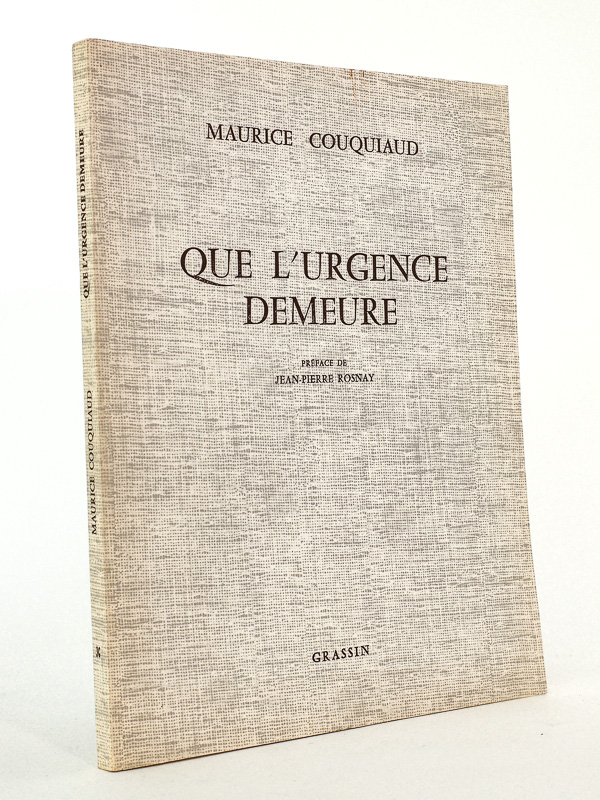 MAURICE COUQUIAUD
QUE L'URGENCE
DEMEURE
PRÉFACE DE
JEAN-PIERRE ROSNAY
GRASSIN
QUE L'URGENCE DEMEURE
MAURICE COUQUIAUD